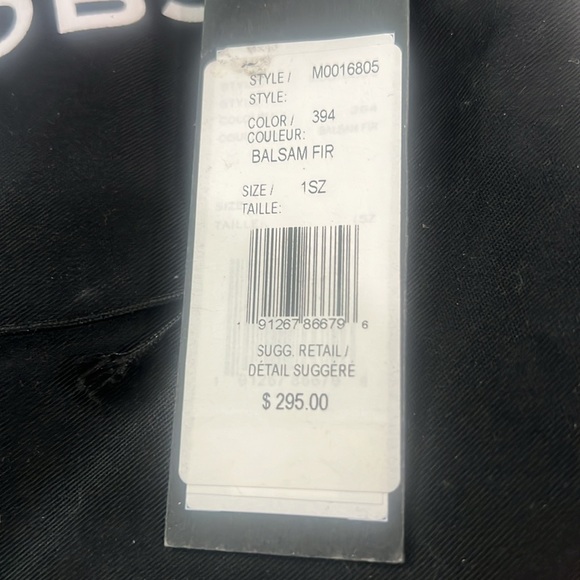 OBS
STYLE / M0016805
STYLE:
COLOR / 394
COULEUR:
BALSAM FIR
SIZE / 1SZ
TAILLE:
1 91267 86679 6
SUGG. RETAIL /
DÉTAIL SUGGÉRÉ
$ 295.00